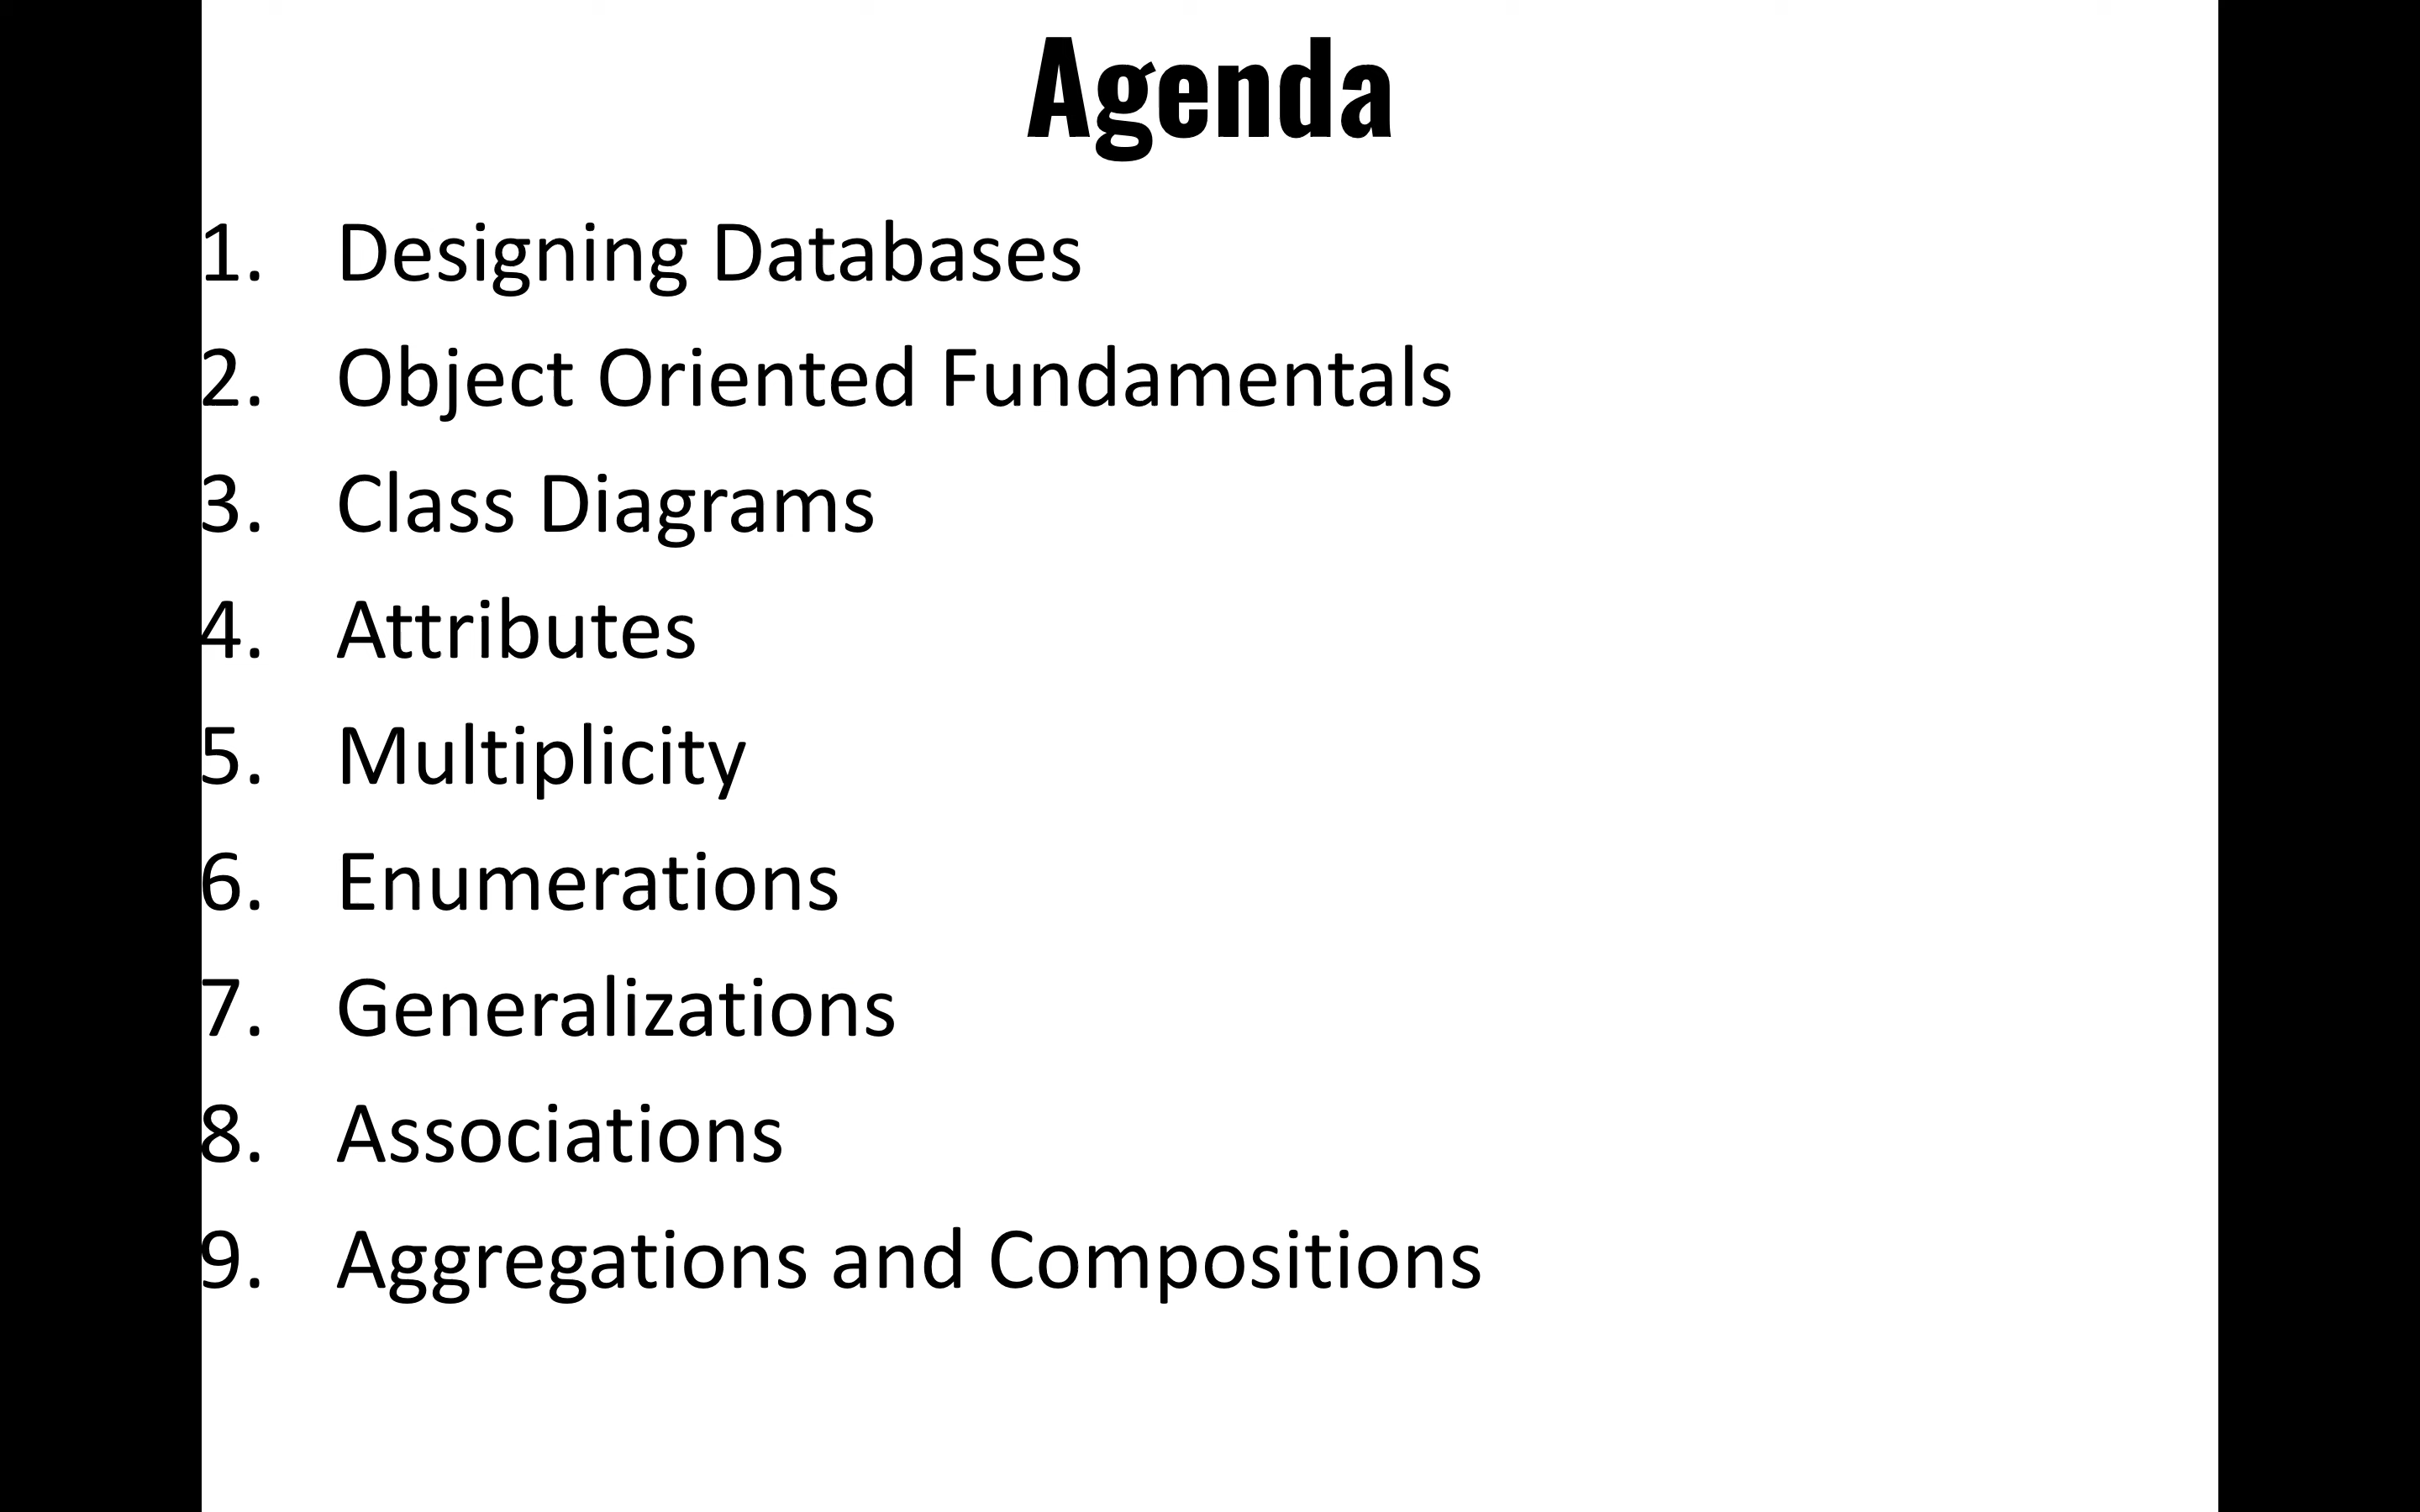 Agenda
1. Designing Databases
2. Object Oriented Fundamentals
3. Class Diagrams
4. Attributes
5. Multiplicity
6. Enumerations
7. Generalizations
8. Associations
9. Aggregations and Compositions